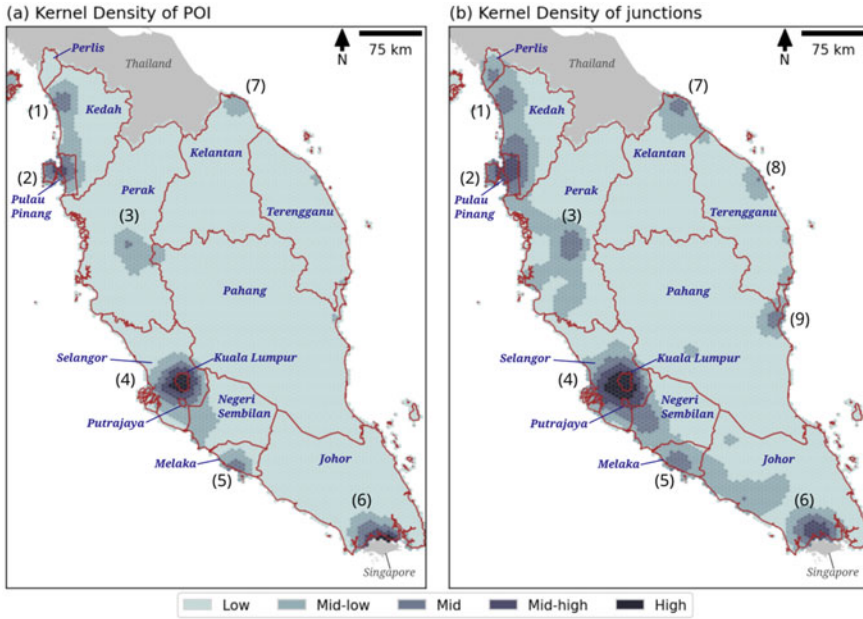 (a) Kernel Density of POI
75 km
N
Perlis
Thailand
(1)
Kedah
(7)
(2)
Kelantan
Pulau
Pinang
Perak
(3)
Terengganu
Pahang
Selangor
Kuala Lumpur
(4)
Negeri
Sembilan
Putrajaya
Melaka
Johor
(5)
(6)
Singapore
(b) Kernel Density of junctions
75 km
N
Perlis
Thailand
(1)
Kedah
(7)
(2)
Kelantan
(8)
Pulau
Pinang
Perak
(3)
Terengganu
Pahang
(9)
Selangor
Kuala Lumpur
(4)
Negeri
Sembilan
Putrajaya
Melaka
Johor
(5)
(6)
Singapore
Low
Mid-low
Mid
Mid-high
High